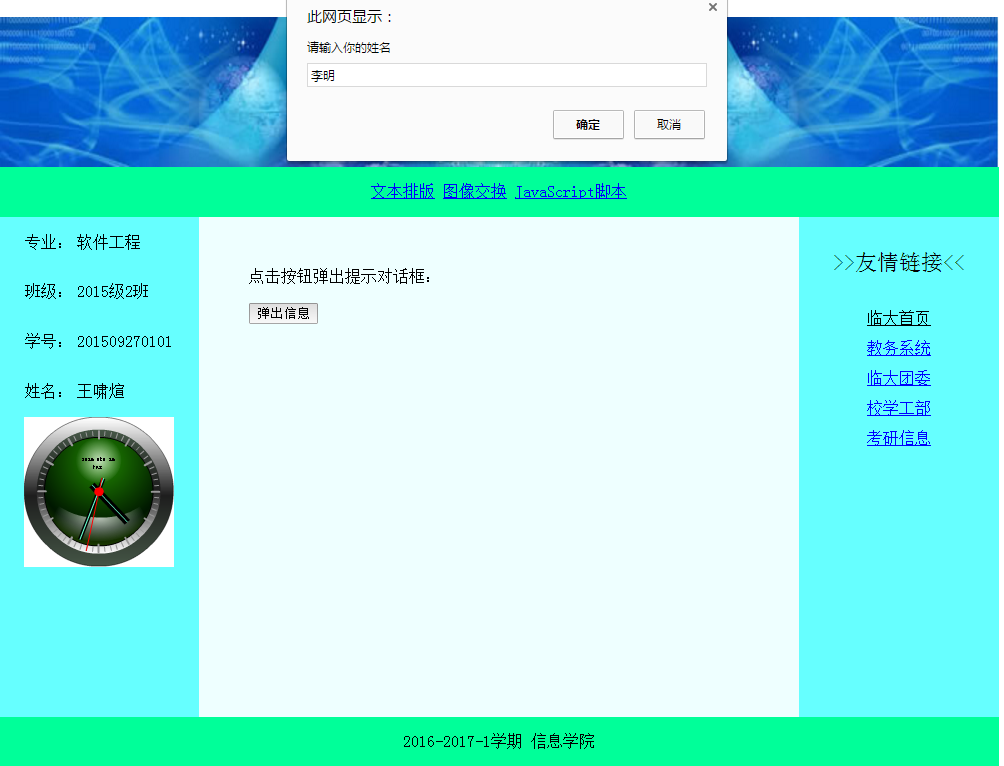 此网页显示：
请输入你的姓名
李明
确定
取消
文本排版 图像交换 JavaScript脚本
专业： 软件工程
班级： 2015级2班
学号： 201509270101
姓名： 王啸煊
点击按钮弹出提示对话框：
弹出信息
>>友情链接<<
临大首页
教务系统
临大团委
校学工部
考研信息
2016-2017-1学期 信息学院